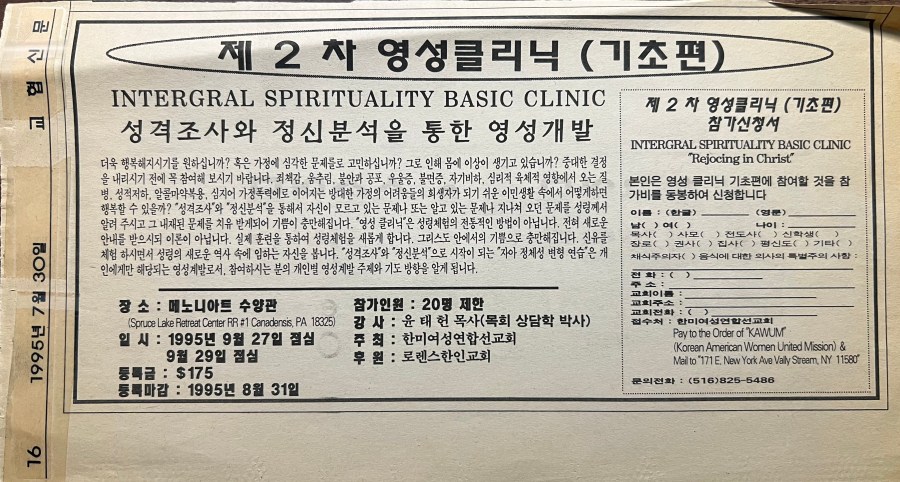 교협신문
1995년 7월 30일
16
제 2 차 영성클리닉 (기초편)
INTERGRAL SPIRITUALITY BASIC CLINIC
성격조사와 정신분석을 통한 영성개발
더욱 행복해지시기를 원하십니까? 혹은 가정에 심각한 문제들로 고민하십니까? 그로 인해 몸에 이상이 생기고 있습니까? 중대한 결정
을 내리시기 전에 꼭 참여해 보시기 바랍니다. 죄책감, 움추림, 불안과 공포, 우울증, 불면증, 자기비하, 심리적 육체적 영향에서 오는 질
병, 성적저하, 알콜마약복용, 심지어 가정폭력에로 이어지는 방대한 가정의 어려움들의 희생자가 되기 쉬운 이민생활 속에서 어떻게하면
행복할 수 있을까? "성격조사"와 "정신분석"을 통해서 자신이 모르고 있는 문제나 또는 알고 있는 문제나 지나쳐 오던 문제를 성령께서
알려 주시고 그 내재된 문제를 치유 받게되어 기쁨이 충만해집니다. "영성 클리닉"은 성령체험의 전통적인 방법이 아닙니다. 전혀 새로운
안내를 받으시되 이론이 아닙니다. 실제 훈련을 통하여 성령체험을 새롭게 합니다. 그리스도 안에서의 기쁨으로 충만해집니다. 신유를
체험 하시면서 성령의 새로운 역사 속에 임하는 자신을 봅니다. "성격조사"와 "정신분석"으로 시작이 되는 "자아 정체성 변형 연습"은 개
인에게만 해당되는 영성계발로서, 참여하시는 분의 개인별 영성계발 주제와 기도 방향을 알게 됩니다.
장 소 : 메노니아트 수양관
(Spruce Lake Retreat Center RR #1 Canadensis, PA 18325)
일 시 : 1995년 9월 27일 점심
9월 29일 점심
등록금 : $175
등록마감 : 1995년 8월 31일
참가인원 : 20명 제한
강 사 : 윤 태 헌 목사(목회 상담학 박사)
주 최 : 한미여성연합선교회
후 원 : 로렌스한인교회
제 2 차 영성클리닉 (기초편)
참가신청서
INTERGRAL SPIRITUALITY BASIC CLINIC
"Rejocing in Christ"
본인은 영성 클리닉 기초편에 참여할 것을 참
가비를 동봉하여 신청합니다
이름 : (한글) (영문)
남( ) 여( ) 나이 :
목사( ) 사모( ) 전도사( ) 신학생( )
장로( ) 권사( ) 집사( ) 평신도( ) 기타( )
채식주의자( ) 음식에 대한 의사의 특별주의 사항 :
전 화 : ( )
주 소 :
교회이름 :
교회주소 :
교회전화 : ( )
접수처 : 한미여성연합선교회
Pay to the Order of "KAWUM"
(Korean American Women United Mission) &
Mail to "171 E. New York Ave Vally Stream, NY 11580"
문의전화 : (516)825-5486